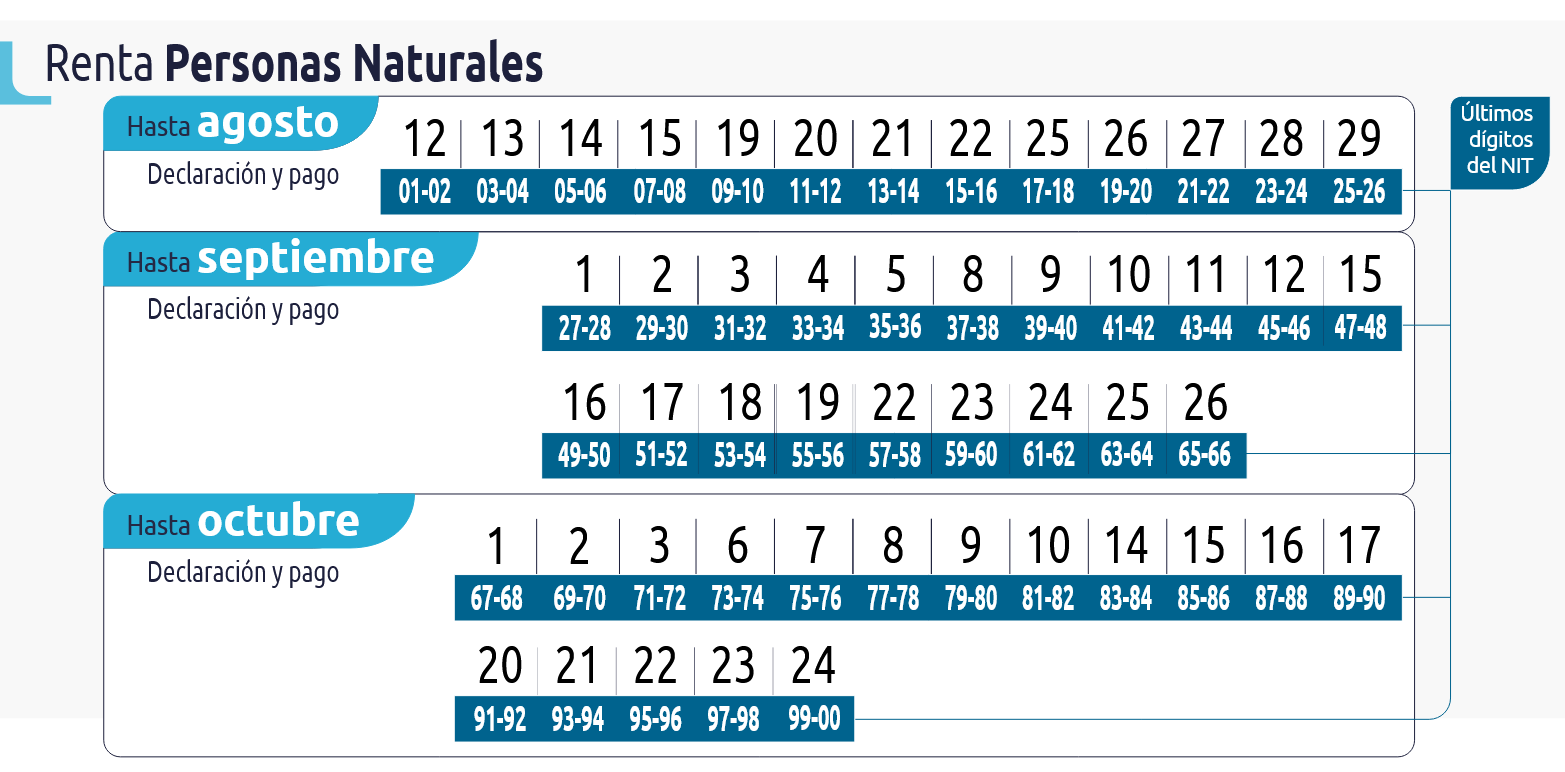 Renta Personas Naturales
Hasta agosto
Declaración y pago
12 13 14 15 19 20 21 22 25 26 27 28 29
01-02 03-04 05-06 07-08 09-10 11-12 13-14 15-16 17-18 19-20 21-22 23-24 25-26
Últimos
dígitos
del NIT
Hasta septiembre
Declaración y pago
1 2 3 4 5 8 9 10 11 12 15
27-28 29-30 31-32 33-34 35-36 37-38 39-40 41-42 43-44 45-46 47-48
16 17 18 19 22 23 24 25 26
49-50 51-52 53-54 55-56 57-58 59-60 61-62 63-64 65-66
Hasta octubre
Declaración y pago
1 2 3 6 7 8 9 10 14 15 16 17
67-68 69-70 71-72 73-74 75-76 77-78 79-80 81-82 83-84 85-86 87-88 89-90
20 21 22 23 24
91-92 93-94 95-96 97-98 99-00